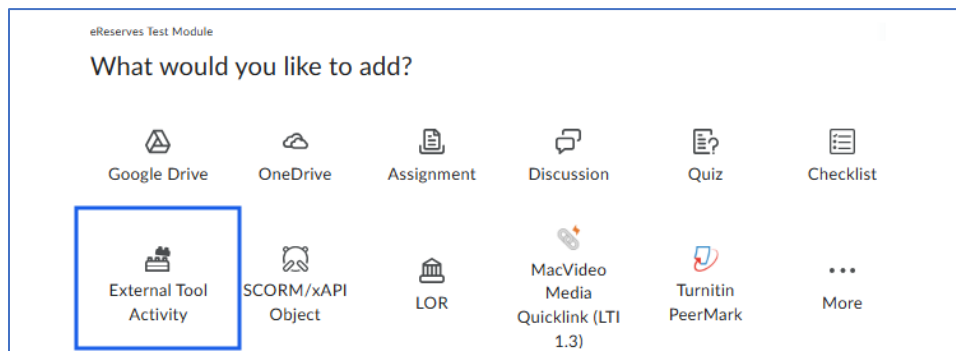 eReserves Test Module
What would you like to add?
Google Drive
OneDrive
Assignment
Discussion
Quiz
Checklist
External Tool
Activity
SCORM/xAPI
Object
LOR
MacVideo
Media
Quicklink (LTI
1.3)
Turnitin
PeerMark
More